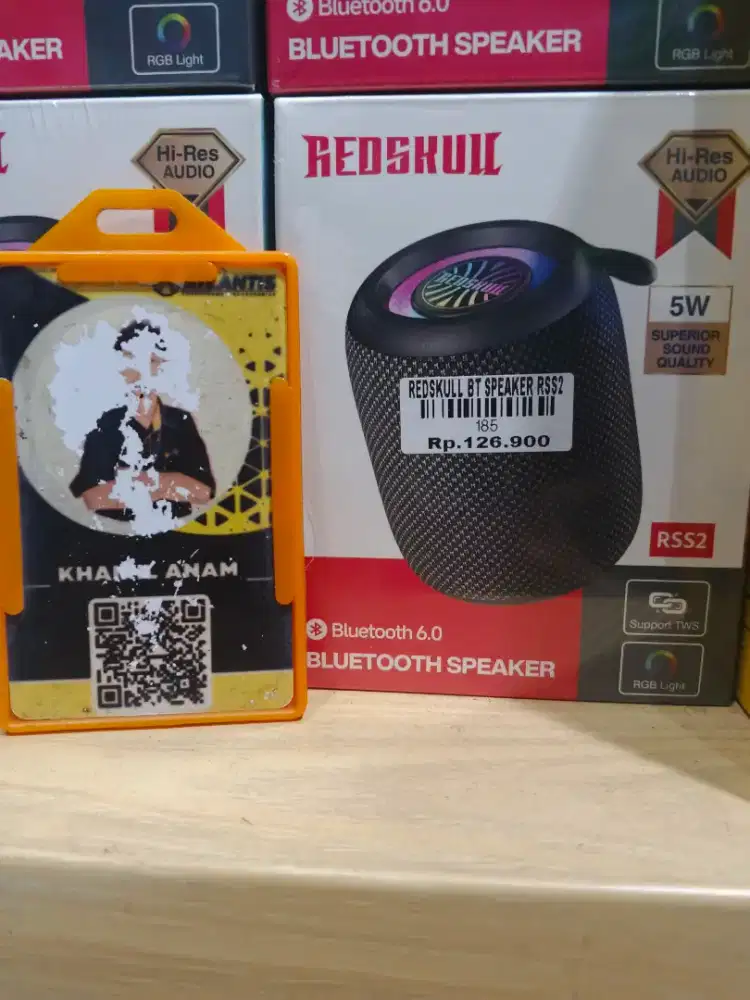 AKER
RGB Light
Bluetooth 6.0
BLUETOOTH SPEAKER
RGB Light
Hi-Res
AUDIO
REDSKULL
Hi-Res
AUDIO
5W
SUPERIOR
SOUND
QUALITY
REDSKULL
REDSKULL BT SPEAKER RSS2
185
Rp.126.900
RSS2
Bluetooth 6.0
BLUETOOTH SPEAKER
Support TWS
RGB Light
ANAM